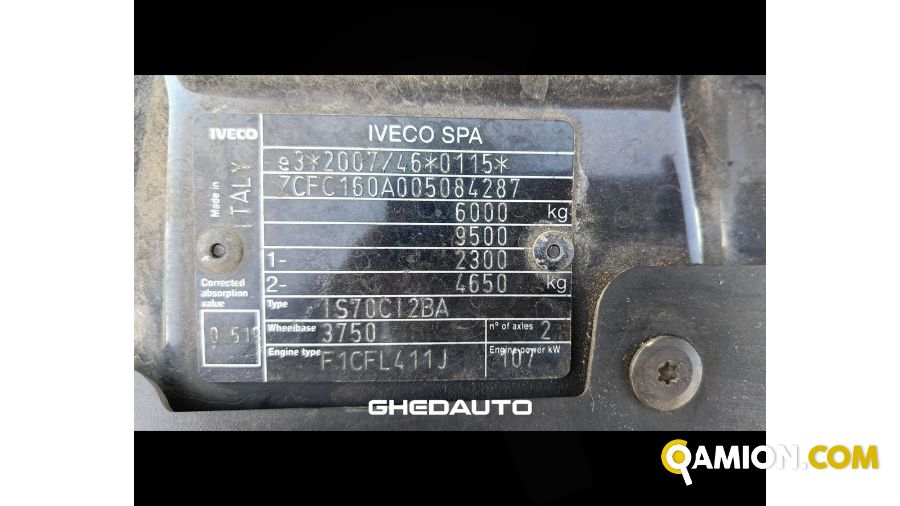 IVECO
IVECO SPA
Made in
ITALY
e3*2007/46*0115*
ZCFC160A005084287
6000 kg
9500
1- 2300
2- 4650 kg
Corrected
absorption
value
Type IS70CI2BA
Wheelbase 3750
n° of axles 2
Engine type F1CFL411J
Engine power kW 107
GHEDAUTO
QAMION.COM